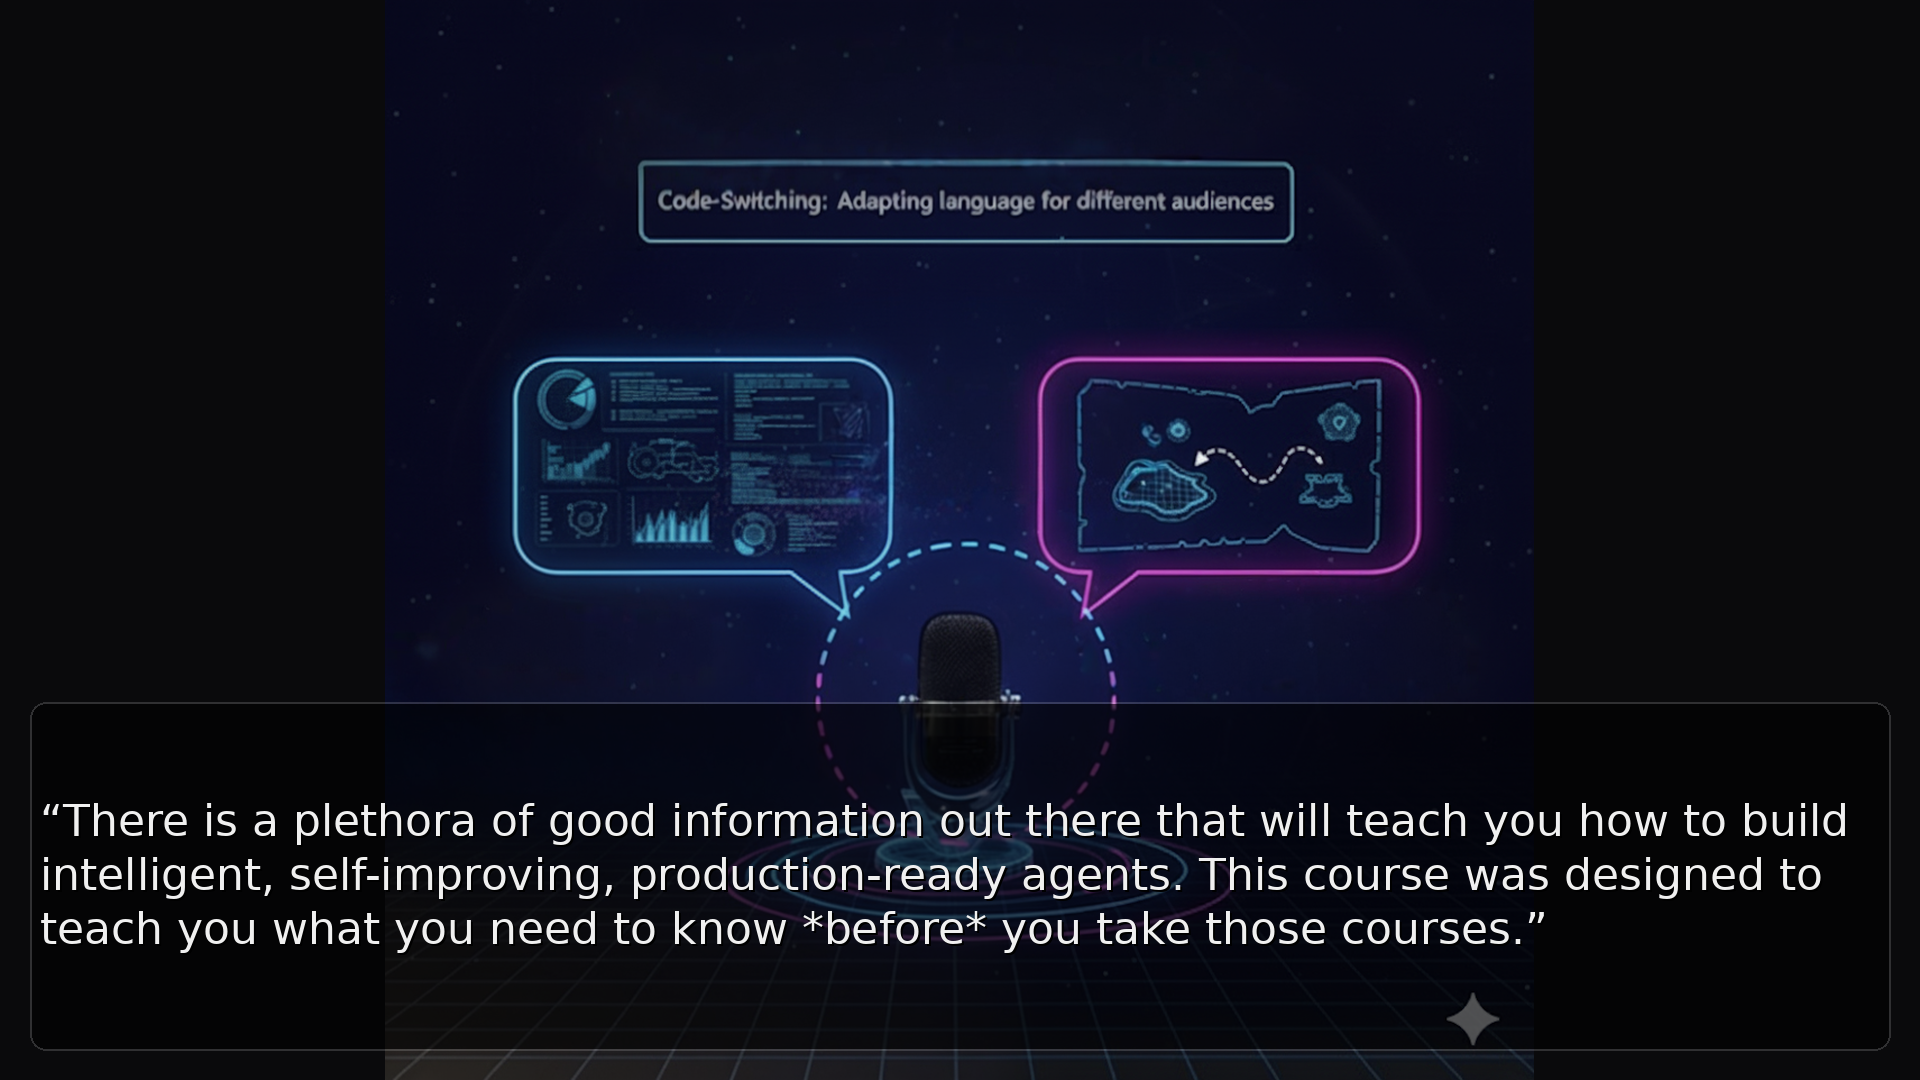 Code-Switching: Adapting language for different audiences
“There is a plethora of good information out there that will teach you how to build
intelligent, self-improving, production-ready agents. This course was designed to
teach you what you need to know *before* you take those courses.”